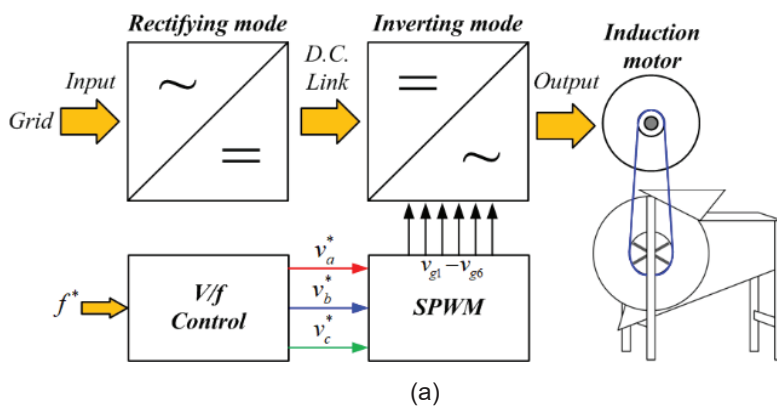 Rectifying mode
Inverting mode
Induction
motor
D.C.
Link
Input
Output
Grid
~
=
=
~
v*a
v*b
v*c
vg1 – vg6
f*
V/f
Control
SPWM
(a)